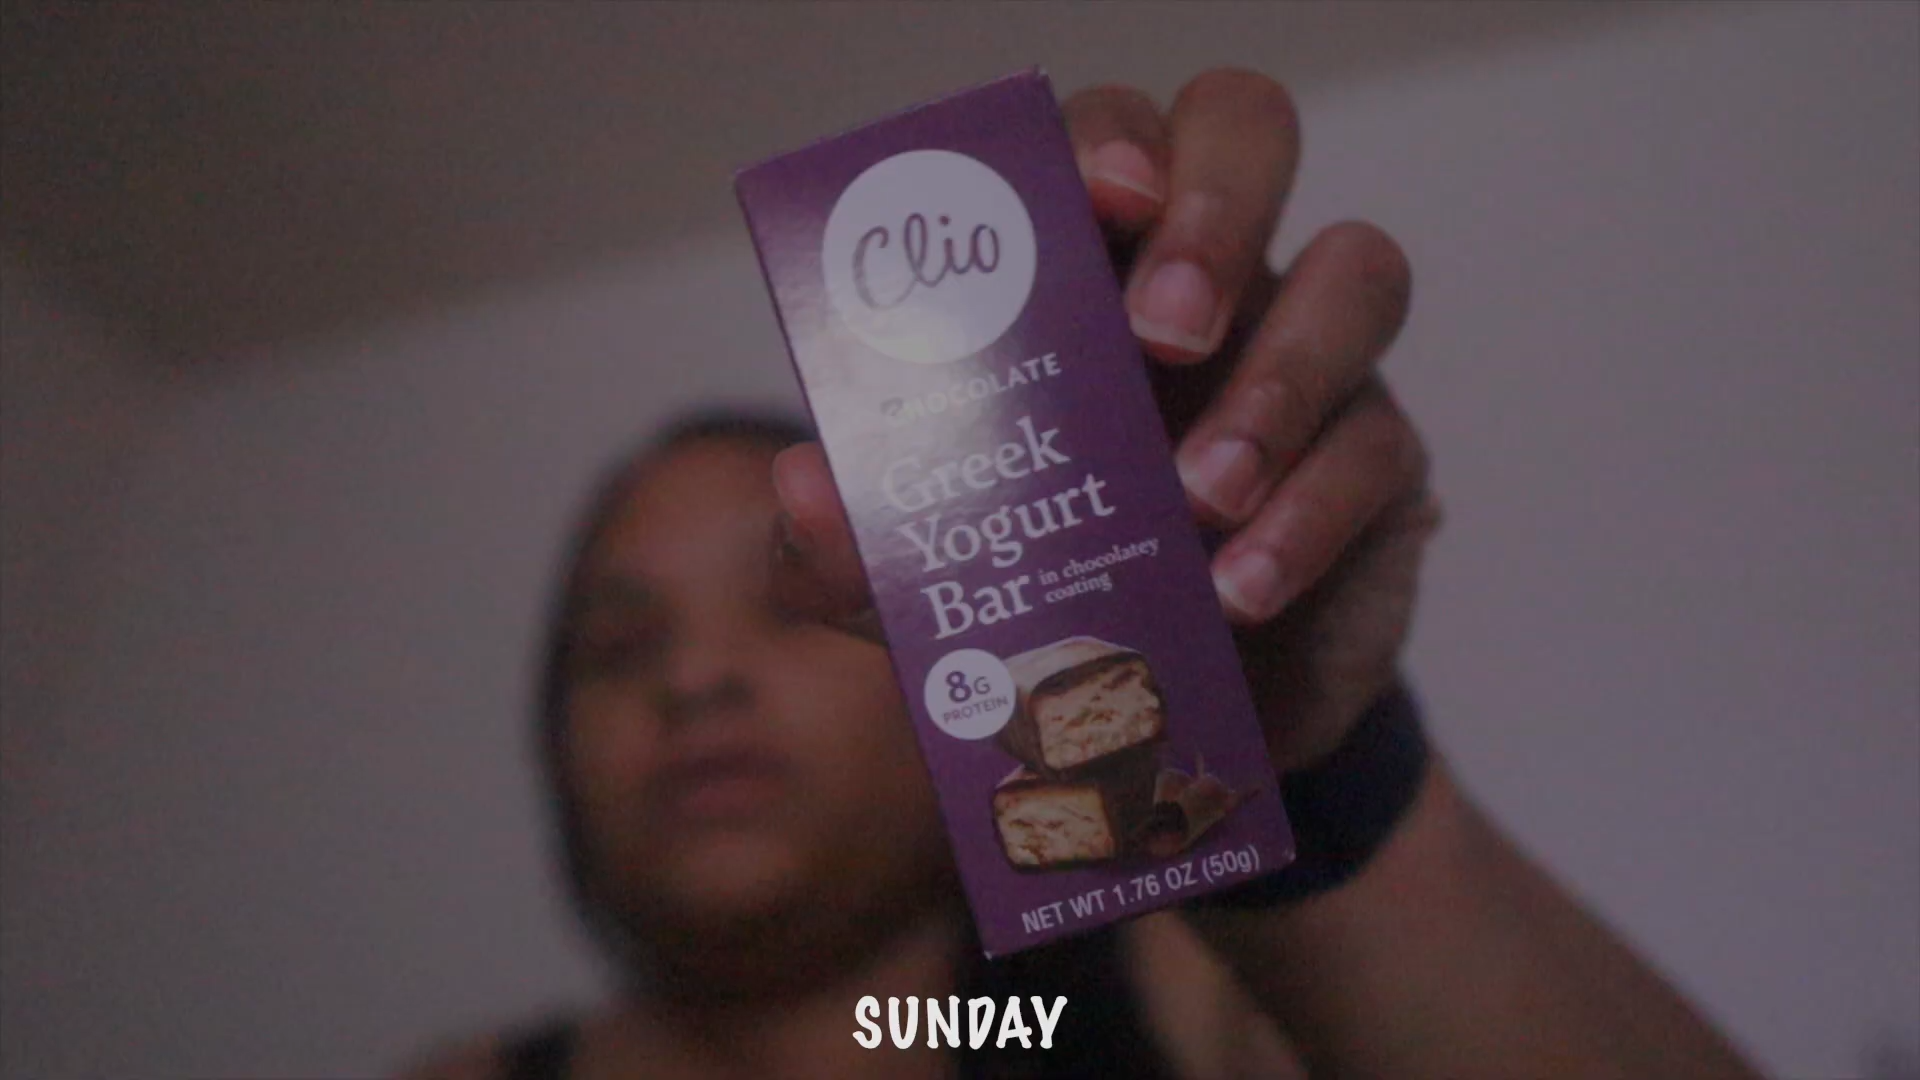 Clio
CHOCOLATE
Greek
Yogurt
Bar in chocolatey
coating
8G
PROTEIN
NET WT 1.76 OZ (50g)
SUNDAY